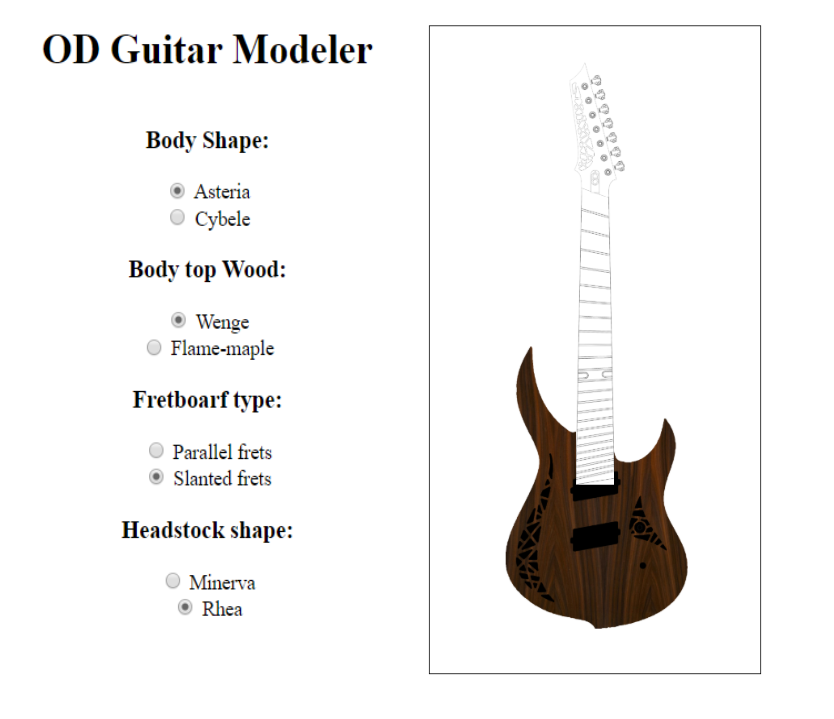 OD Guitar Modeler
Body Shape:
Asteria
Cybele
Body top Wood:
Wenge
Flame-maple
Fretboarf type:
Parallel frets
Slanted frets
Headstock shape:
Minerva
Rhea